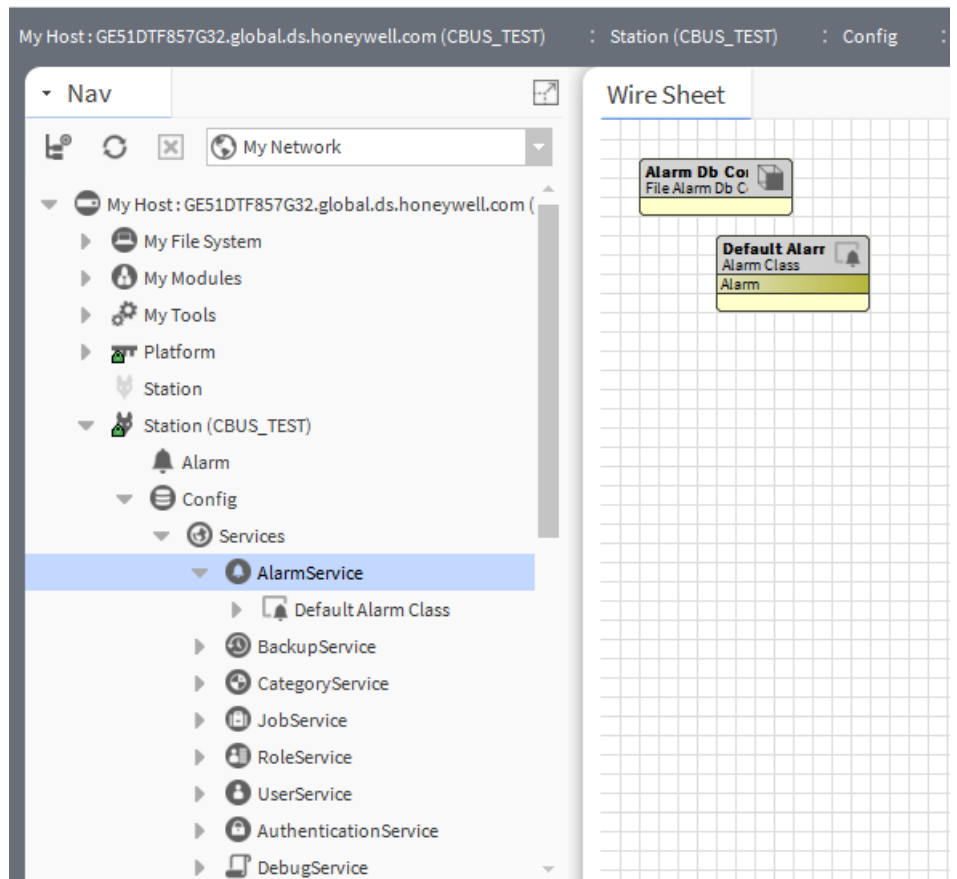 My Host : GE51DTF857G32.global.ds.honeywell.com (CBUS_TEST) : Station (CBUS_TEST) : Config :
Nav
My Network
My Host : GE51DTF857G32.global.ds.honeywell.com (
My File System
My Modules
My Tools
Platform
Station
Station (CBUS_TEST)
Alarm
Config
Services
AlarmService
Default Alarm Class
BackupService
CategoryService
JobService
RoleService
UserService
AuthenticationService
DebugService
Wire Sheet
Alarm Db Co
File Alarm Db C
Default Alar
Alarm Class
Alarm